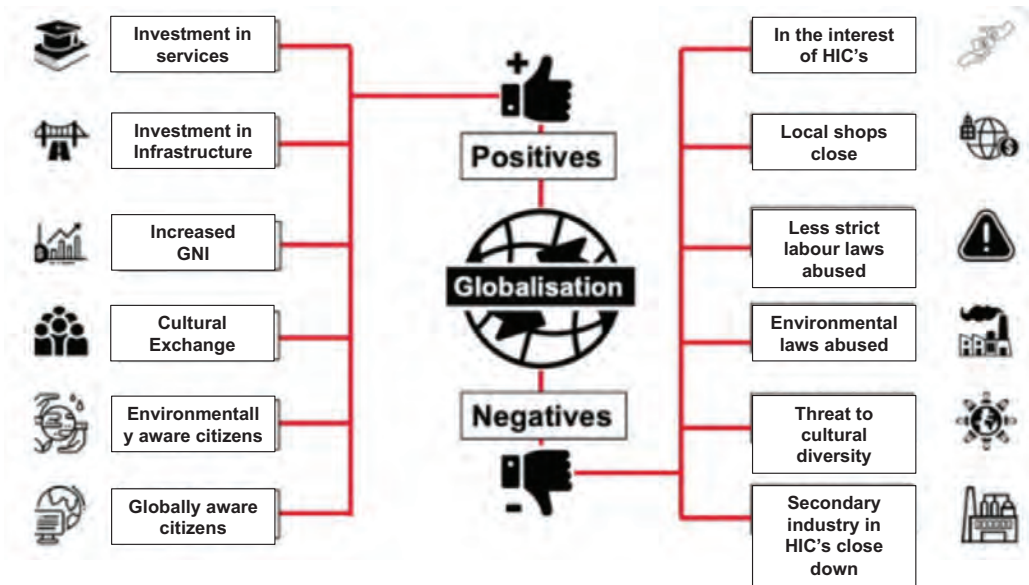 Investment in
services
Investment in
Infrastructure
Increased
GNI
Cultural
Exchange
Environmentall
y aware citizens
Globally aware
citizens
+
Positives
Globalisation
Negatives
-
In the interest
of HIC's
Local shops
close
Less strict
labour laws
abused
Environmental
laws abused
Threat to
cultural
diversity
Secondary
industry in
HIC's close
down